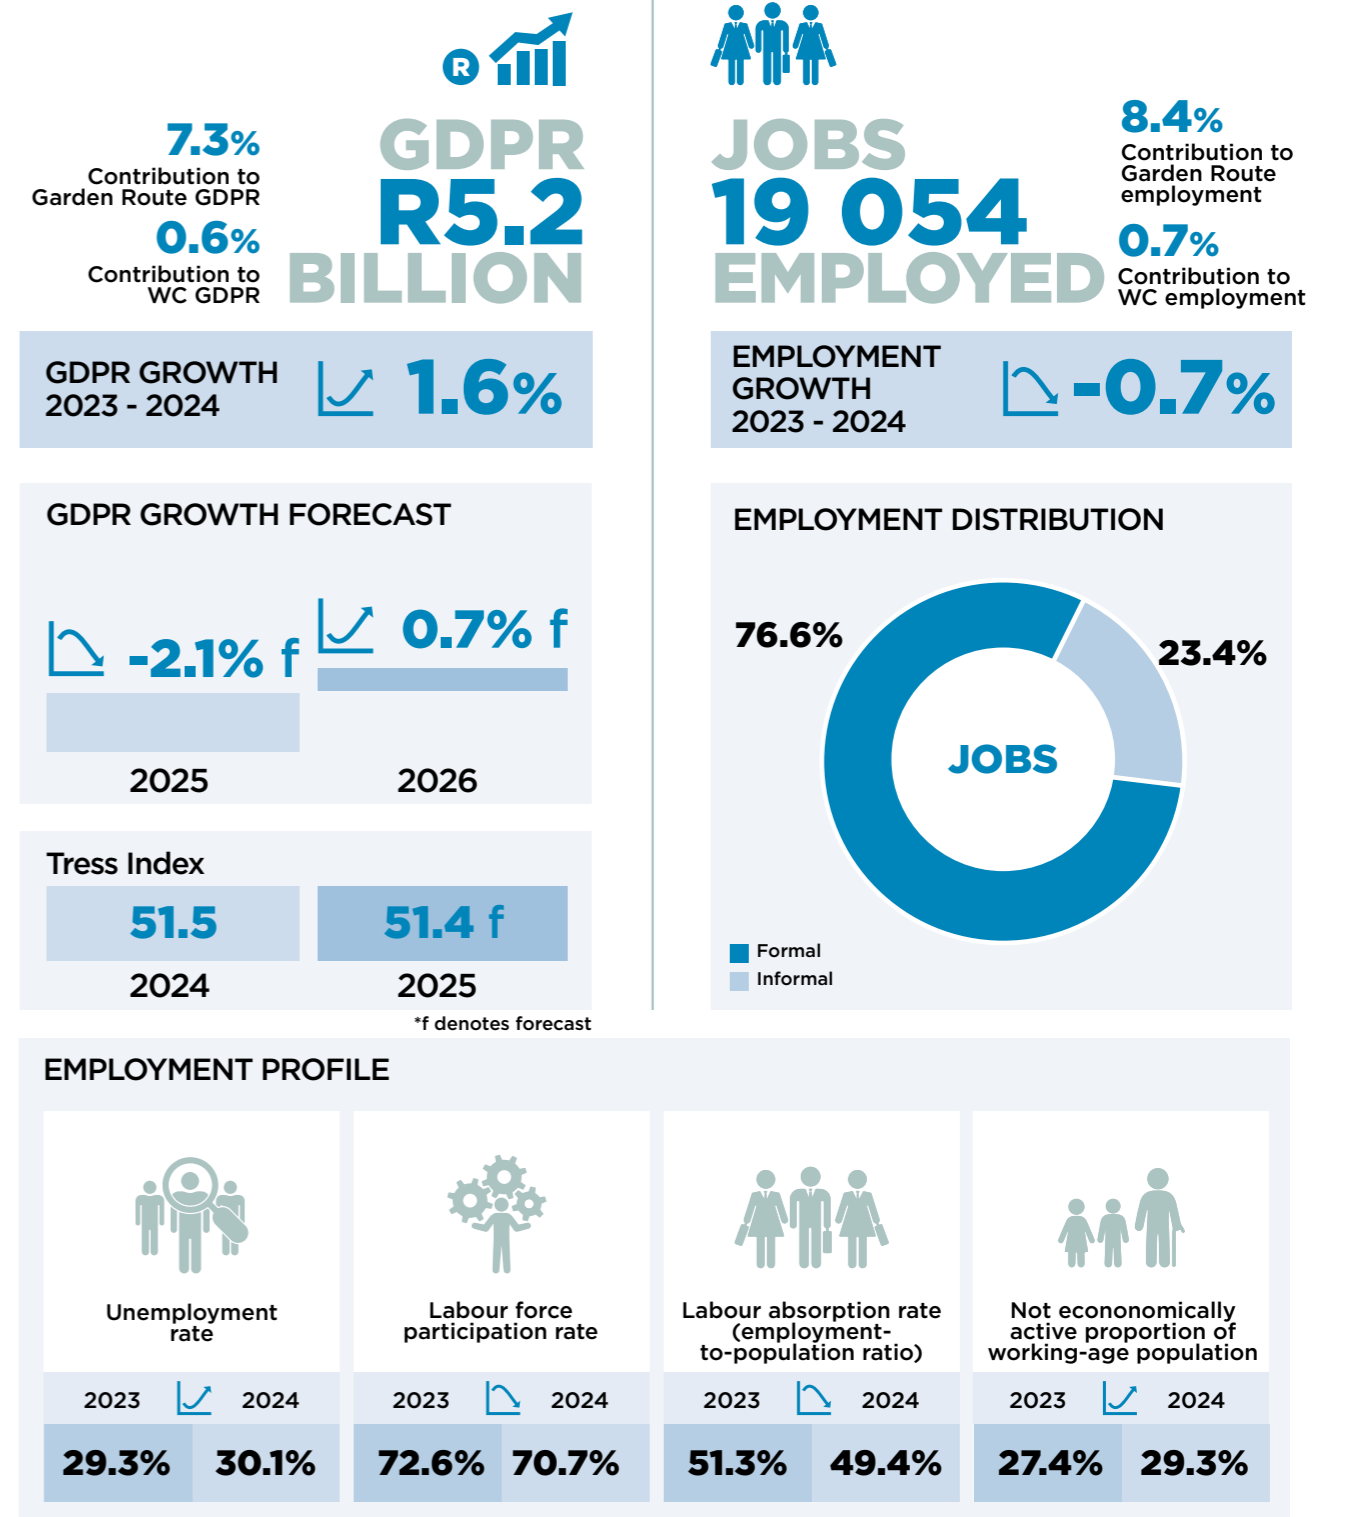 R
7.3%
Contribution to
Garden Route GDPR
0.6%
Contribution to
WC GDPR
GDPR
R5.2
BILLION
GDPR GROWTH
2023 - 2024
1.6%
GDPR GROWTH FORECAST
-2.1% f
2025
0.7% f
2026
Tress Index
51.5
2024
51.4 f
2025
*f denotes forecast
JOBS
19 054
EMPLOYED
8.4%
Contribution to
Garden Route
employment
0.7%
Contribution to
WC employment
EMPLOYMENT
GROWTH
2023 - 2024
-0.7%
EMPLOYMENT DISTRIBUTION
76.6%
23.4%
JOBS
Formal
Informal
EMPLOYMENT PROFILE
Unemployment
rate
2023 2024
29.3% 30.1%
Labour force
participation rate
2023 2024
72.6% 70.7%
Labour absorption rate
(employment-
to-population ratio)
2023 2024
51.3% 49.4%
Not econonomically
active proportion of
working-age population
2023 2024
27.4% 29.3%